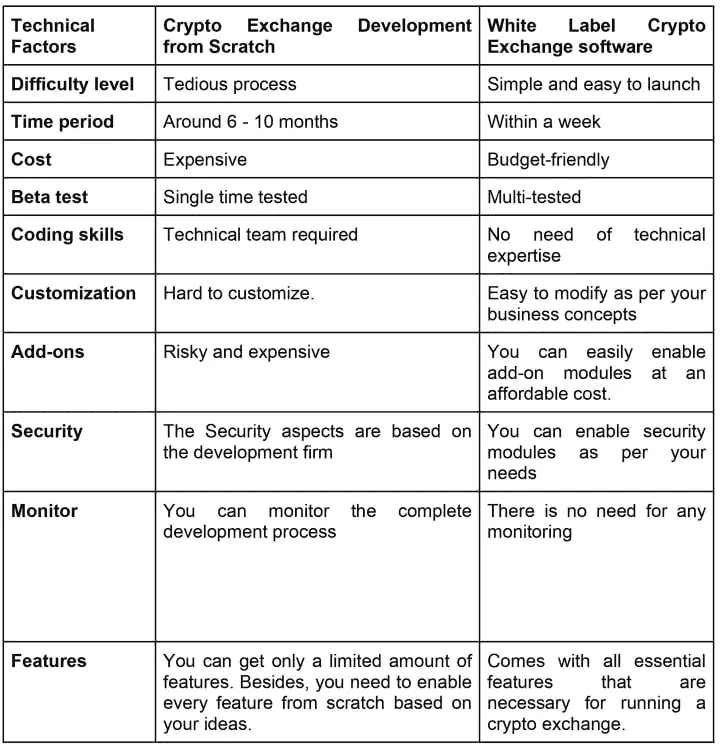 Technical Factors
Crypto Exchange Development from Scratch
White Label Crypto Exchange software
Difficulty level
Tedious process
Simple and easy to launch
Time period
Around 6 - 10 months
Within a week
Cost
Expensive
Budget-friendly
Beta test
Single time tested
Multi-tested
Coding skills
Technical team required
No need of technical
expertise
Customization
Hard to customize.
Easy to modify as per your
business concepts
Add-ons
Risky and expensive
You can easily enable
add-on modules at an
affordable cost.
Security
The Security aspects are based on
the development firm
You can enable security
modules as per your
needs
Monitor
You can monitor the complete
development process
There is no need for any
monitoring
Features
You can get only a limited amount of
features. Besides, you need to enable
every feature from scratch based on
your ideas.
Comes with all essential
features that are
necessary for running a
crypto exchange.